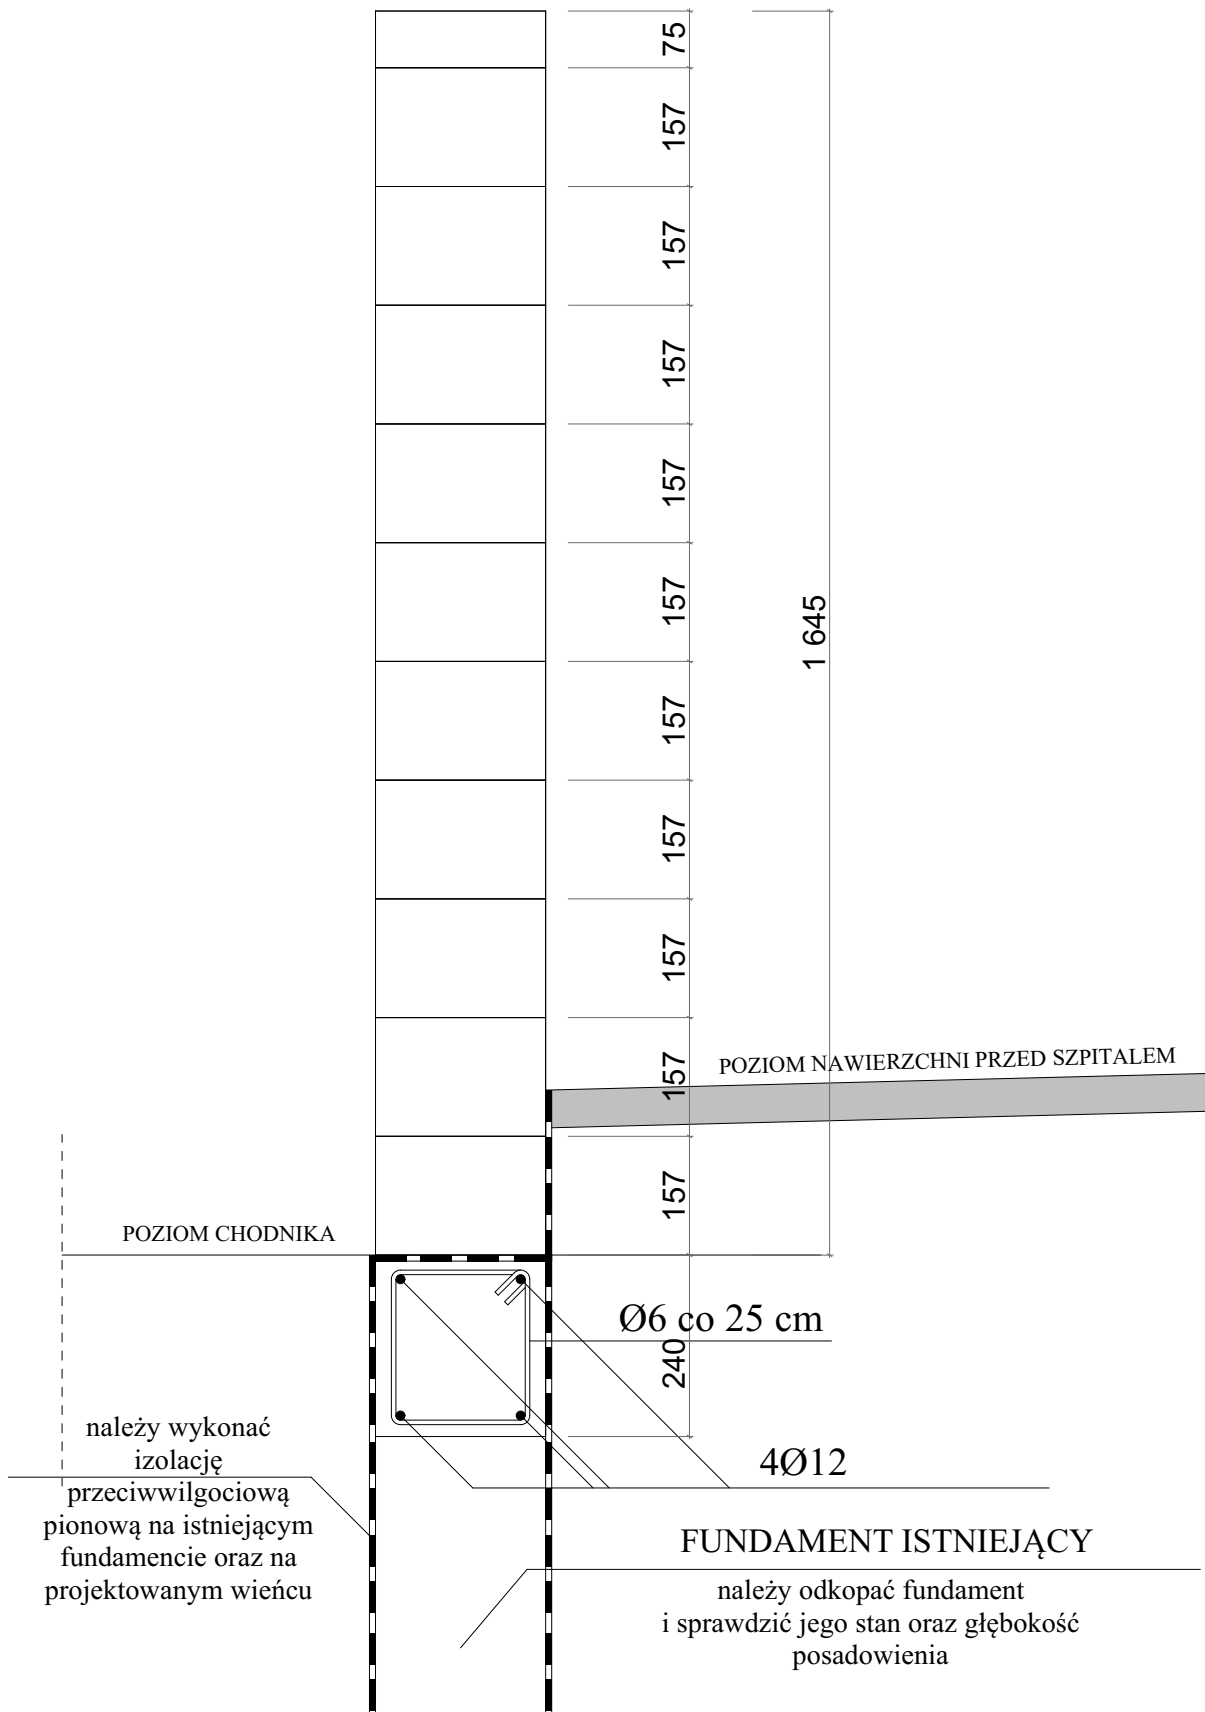 75
157
157
157
157
157
157
157
157
157
157
240
1 645
POZIOM NAWIERZCHNI PRZED SZPITALEM
POZIOM CHODNIKA
Ø6 co 25 cm
4Ø12
należy wykonać
izolację
przeciwwilgociową
pionową na istniejącym
fundamencie oraz na
projektowanym wieńcu
FUNDAMENT ISTNIEJĄCY
należy odkopać fundament
i sprawdzić jego stan oraz głębokość
posadowienia